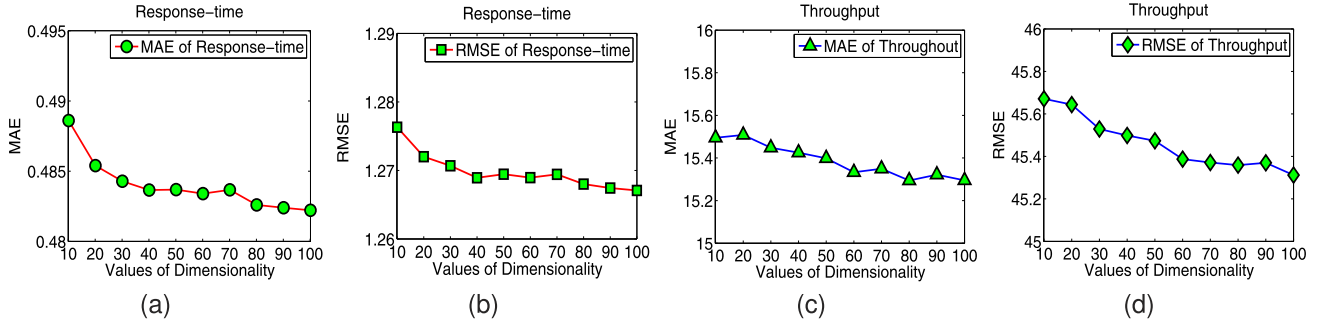 Response-time
0.495
0.49
0.485
0.48
MAE
MAE of Response-time
10 20 30 40 50 60 70 80 90 100
Values of Dimensionality
(a)
Response-time
1.29
1.28
1.27
1.26
RMSE
RMSE of Response-time
10 20 30 40 50 60 70 80 90 100
Values of Dimensionality
(b)
Throughput
16
15.8
15.6
15.4
15.2
15
MAE
MAE of Throughout
10 20 30 40 50 60 70 80 90 100
Values of Dimensionality
(c)
Throughput
46
45.8
45.6
45.4
45.2
45
RMSE
RMSE of Throughput
10 20 30 40 50 60 70 80 90 100
Values of Dimensionality
(d)